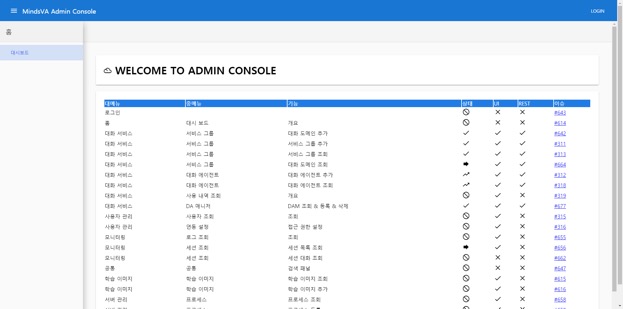 MindsVA Admin Console
LOGIN
홈
대시보드
WELCOME TO ADMIN CONSOLE
대메뉴 중메뉴 기능 상태 UI REST 이슈
로그인 #643
홈 대시 보드 개요 #614
대화 서비스 서비스 그룹 대화 도메인 추가 #642
대화 서비스 서비스 그룹 서비스 그룹 추가 #311
대화 서비스 서비스 그룹 서비스 그룹 조회 #313
대화 서비스 서비스 그룹 대화 도메인 조회 #664
대화 서비스 대화 에이전트 대화 에이전트 추가 #312
대화 서비스 대화 에이전트 대화 에이전트 조회 #318
대화 서비스 사용 내역 조회 개요 #319
대화 서비스 DA 매니저 DAM 조회 & 등록 & 삭제 #677
사용자 관리 사용자 조회 조회 #315
사용자 관리 연동 설정 접근 권한 설정 #316
모니터링 로그 조회 조회 #655
모니터링 세션 조회 세션 목록 조회 #656
모니터링 세션 조회 세션 대화 조회 #662
공통 공통 검색 패널 #647
학습 이미지 학습 이미지 학습 이미지 조회 #615
학습 이미지 학습 이미지 학습 이미지 추가 #616
서버 관리 프로세스 프로세스 조회 #658